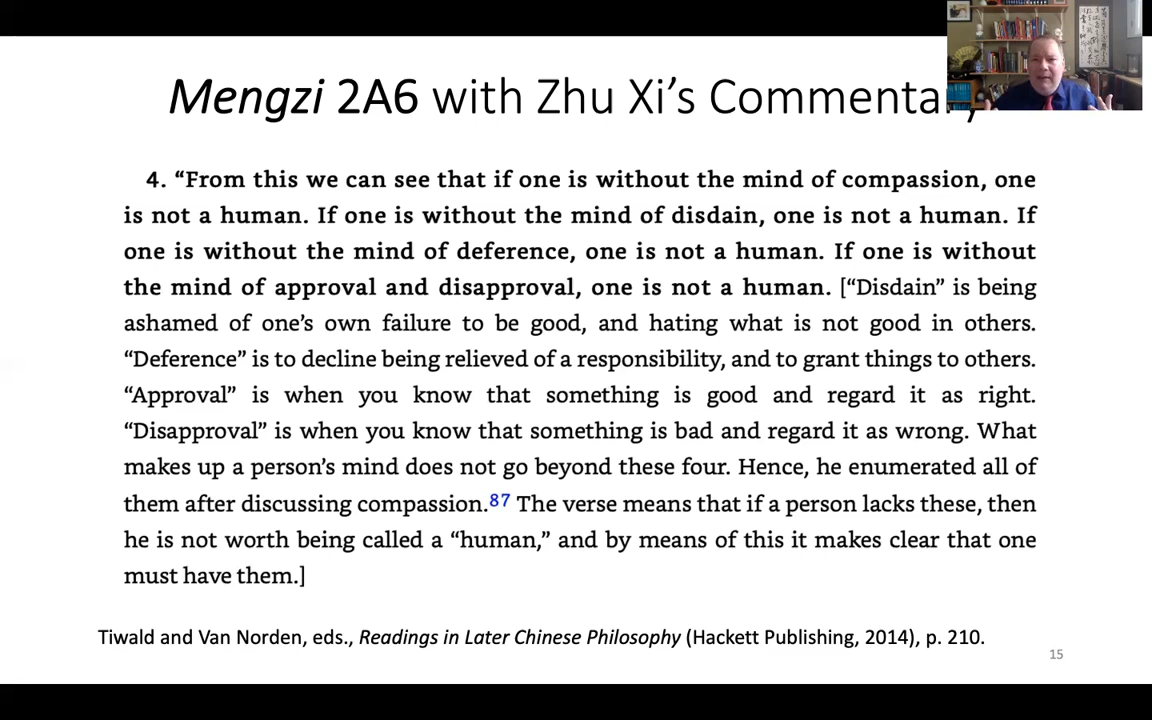 Mengzi 2A6 with Zhu Xi's
4. “From this we can see that if one is without the mind of compassion, one
is not a human. If one is without the mind of disdain, one is not a human. If
one is without the mind of deference, one is not a human. If one is without
the mind of approval and disapproval, one is not a human. [“Disdain” is being
ashamed of one’s own failure to be good, and hating what is not good in others.
“Deference” is to decline being relieved of a responsibility, and to grant things to others.
“Approval” is when you know that something is good and regard it as right.
“Disapproval” is when you know that something is bad and regard it as wrong. What
makes up a person’s mind does not go beyond these four. Hence, he enumerated all of
them after discussing compassion.87 The verse means that if a person lacks these, then
he is not worth being called a “human,” and by means of this it makes clear that one
must have them.]
Tiwald and Van Norden, eds., Readings in Later Chinese Philosophy (Hackett Publishing, 2014), p. 210.
15